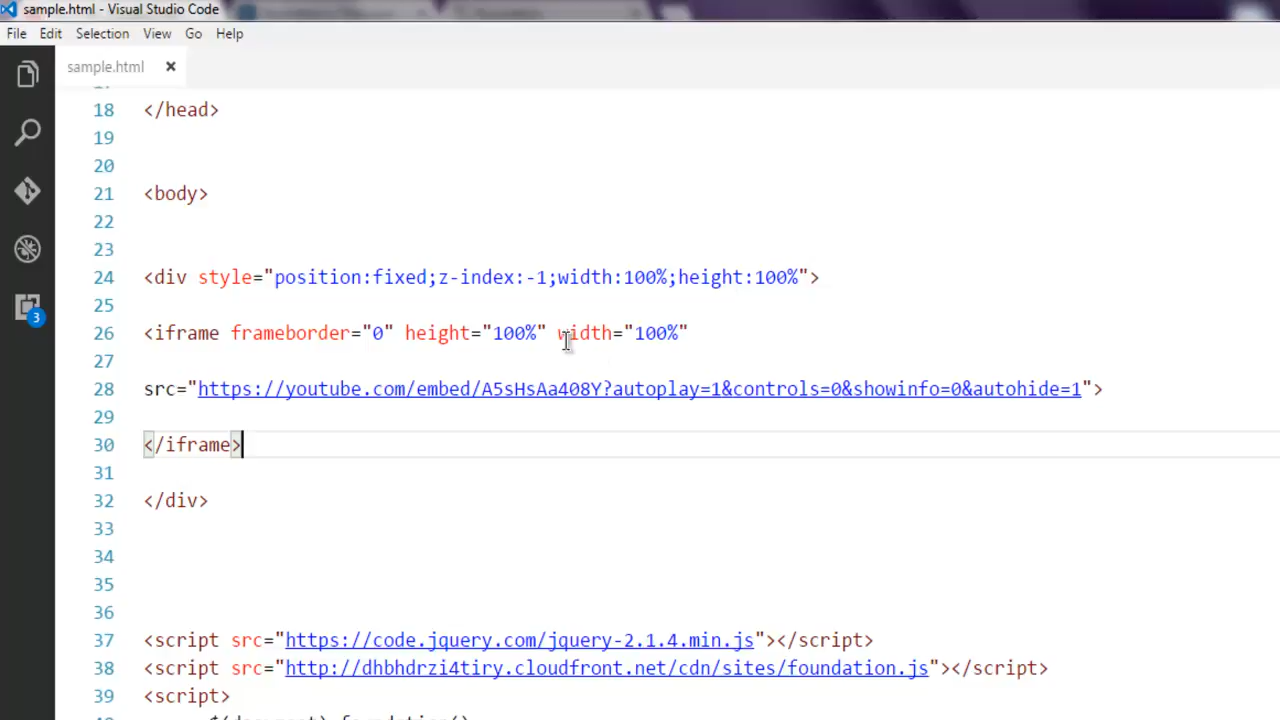 sample.html - Visual Studio Code
File Edit Selection View Go Help
sample.html
18 </head>
19
20
21 <body>
22
23
24 <div style="position:fixed;z-index:-1;width:100%;height:100%">
25
26 <iframe frameborder="0" height="100%" width="100%"
27
28 src="https://youtube.com/embed/A5sHsAa408Y?autoplay=1&controls=0&showinfo=0&autohide=1">
29
30 </iframe>
3
31
32 </div>
33
34
35
36
37 <script src="https://code.jquery.com/jquery-2.1.4.min.js"></script>
38 <script src="http://dhbhdrzi4tiry.cloudfront.net/cdn/sites/foundation.js"></script>
39 <script>
$(document).foundation()